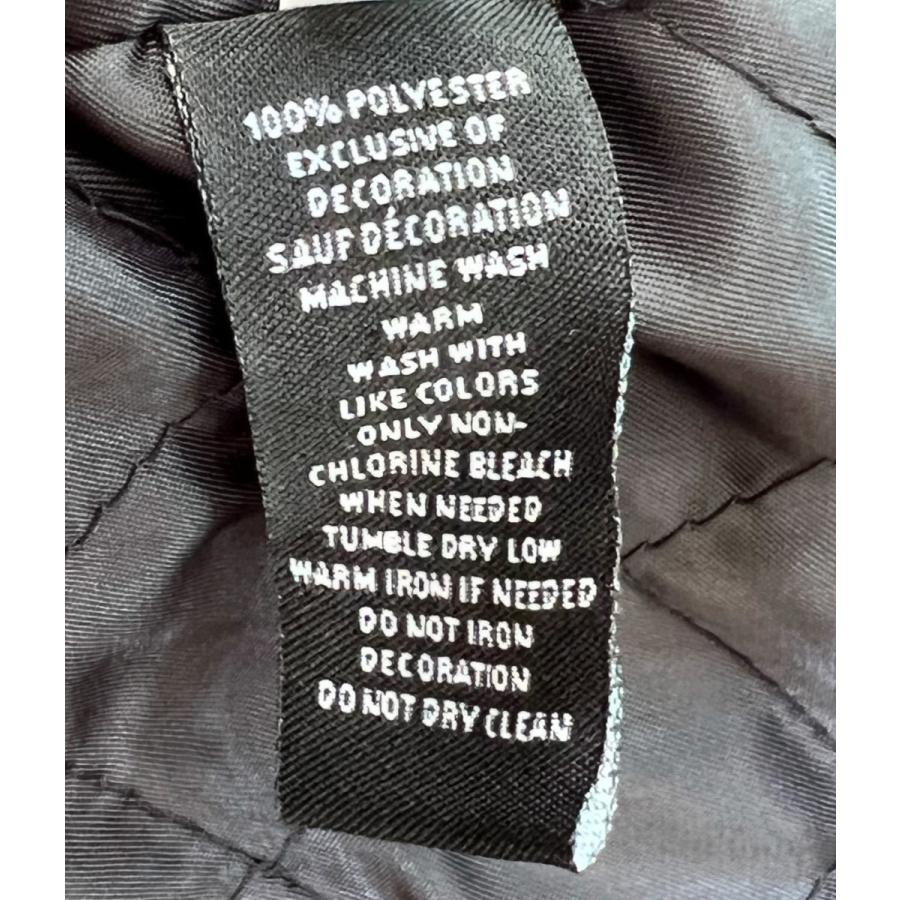 100% POLYESTER
EXCLUSIVE OF
DECORATION
SAUF DÉCORATION
MACHINE WASH
WARM
WASH WITH
LIKE COLORS
ONLY NON-
CHLORINE BLEACH
WHEN NEEDED
TUMBLE DRY LOW
WARM IRON IF NEEDED
DO NOT IRON
DECORATION
DO NOT DRY CLEAN